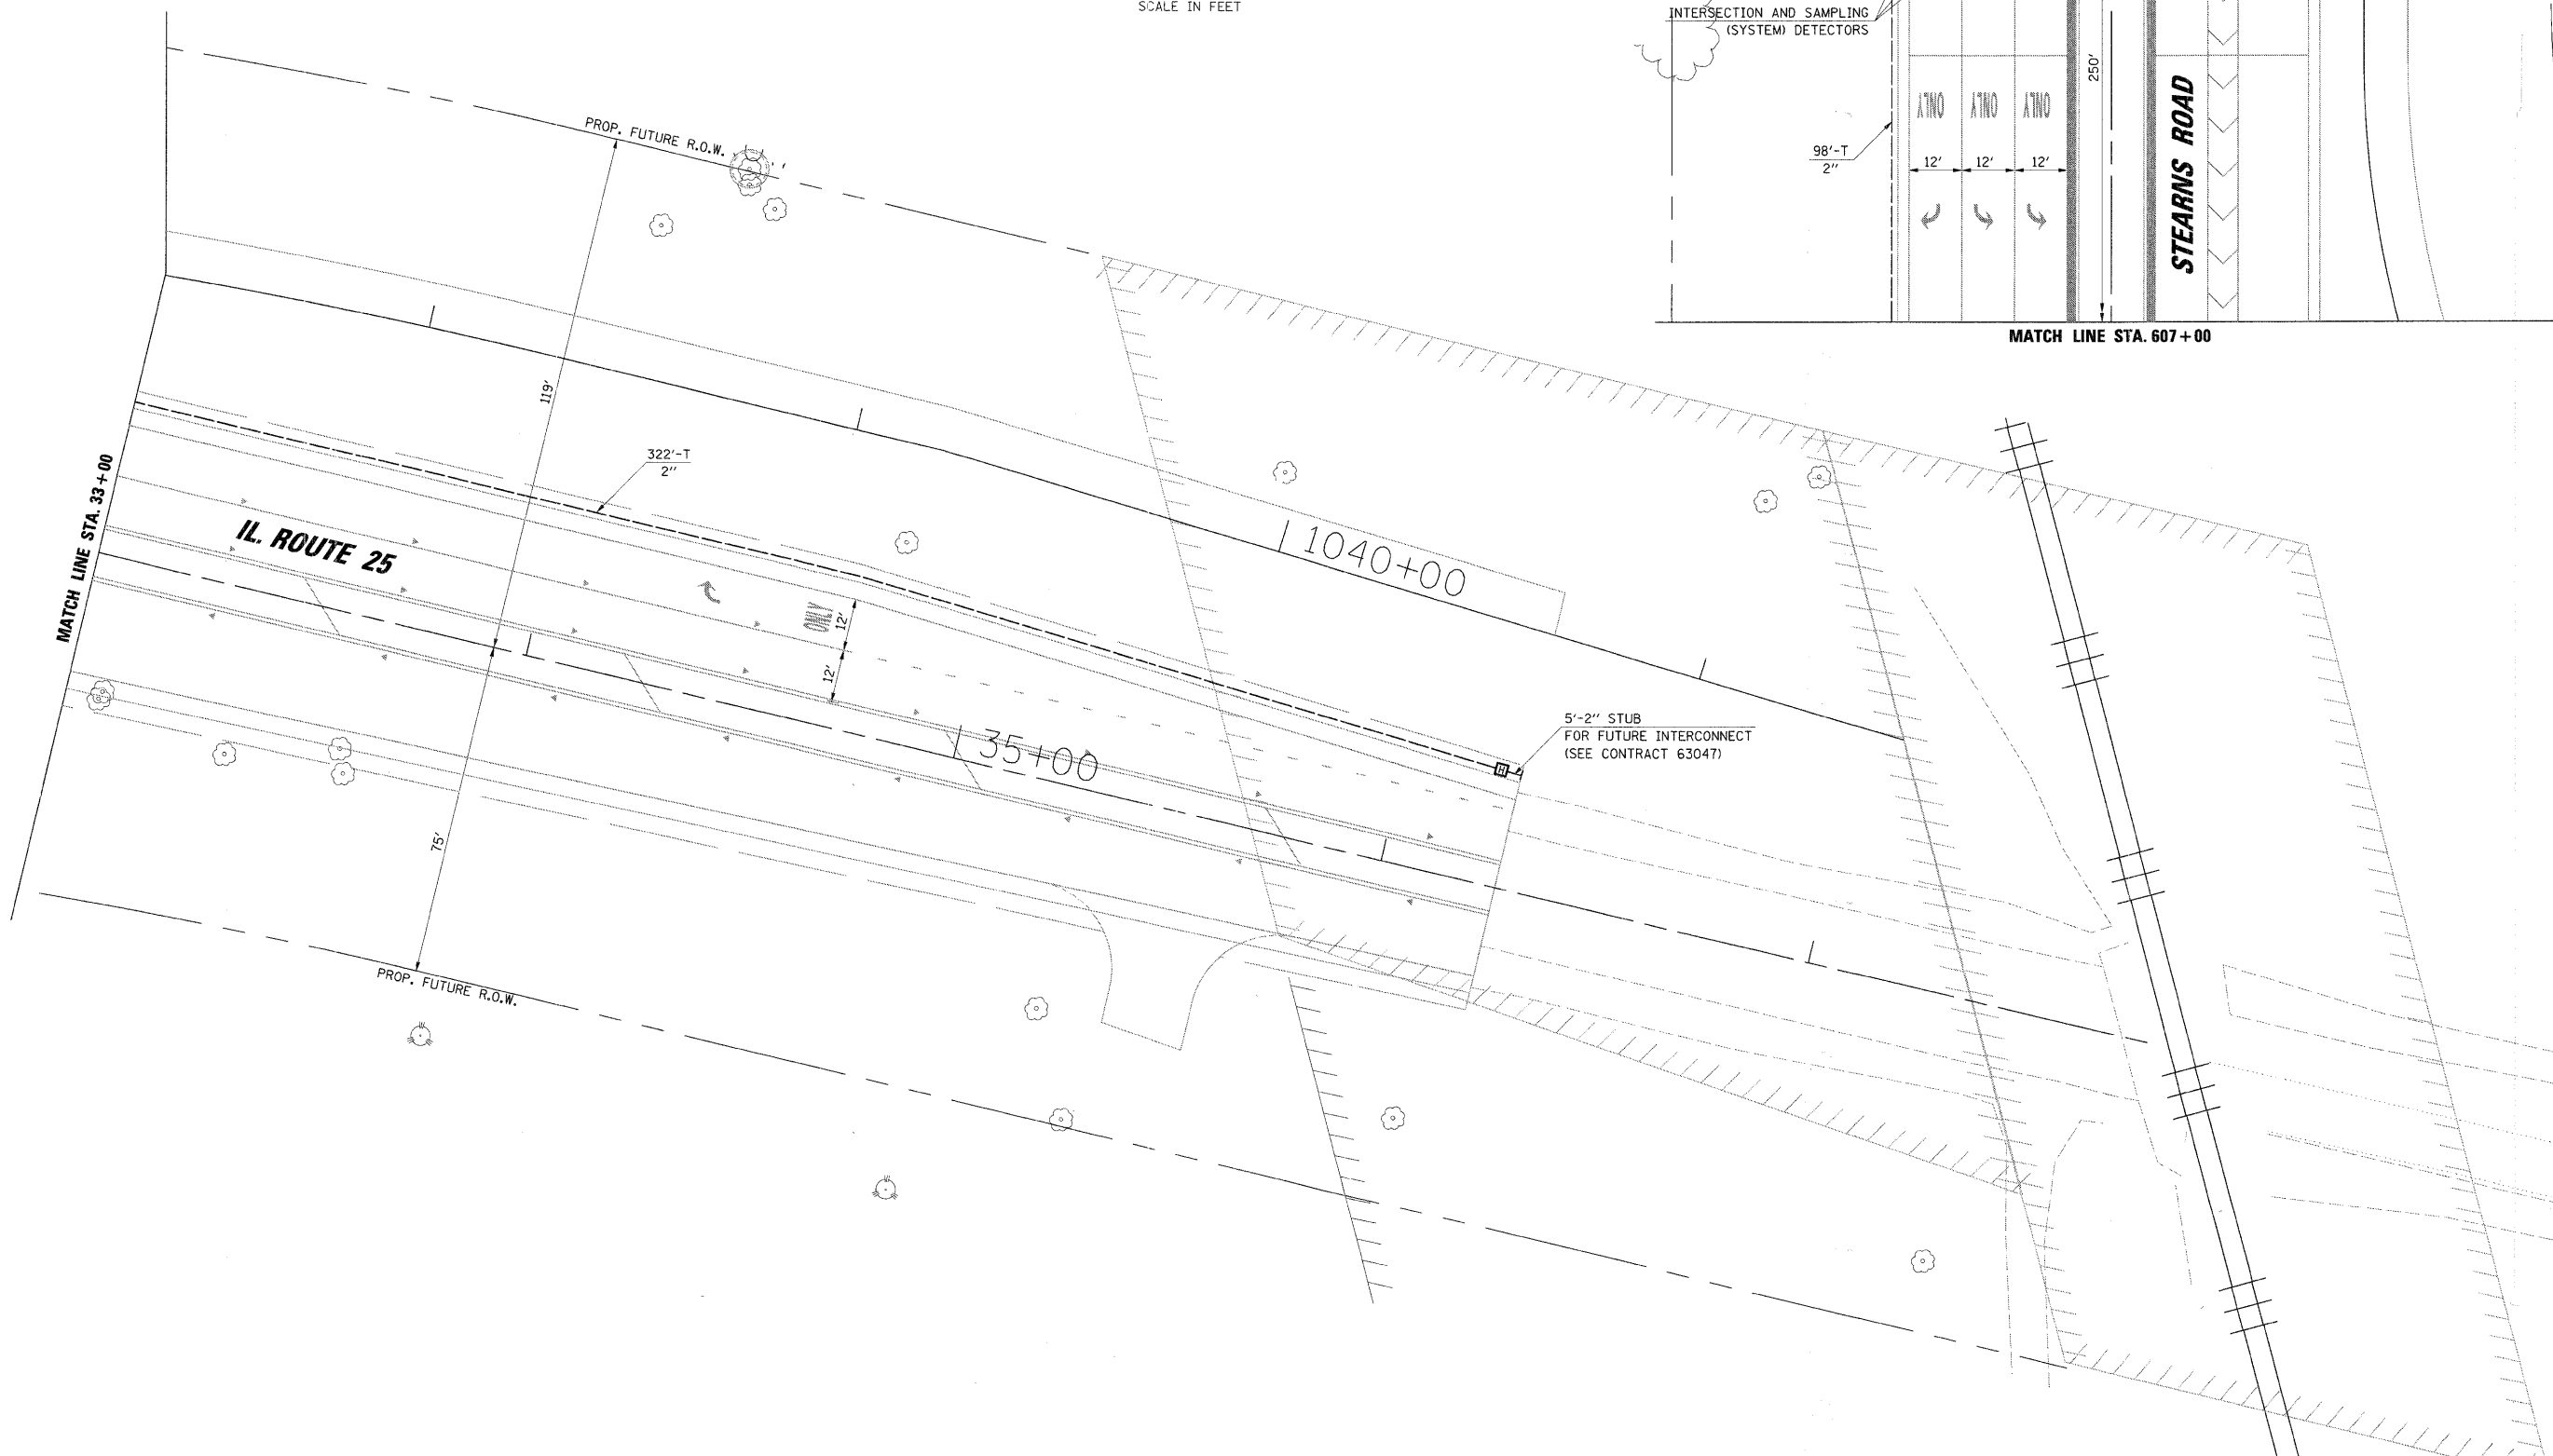 SCALE IN FEET
INTERSECTION AND SAMPLING
(SYSTEM) DETECTORS
250'
ONLY
ONLY
ONLY
STEARNS ROAD
98'-T
2"
12'
12'
12'
MATCH LINE STA. 607+00
PROP. FUTURE R.O.W.
119'
322'-T
2"
MATCH LINE STA. 33+00
IL. ROUTE 25
1040+00
ONLY
12'
12'
35+00
5'-2" STUB
FOR FUTURE INTERCONNECT
(SEE CONTRACT 63047)
H
75'
PROP. FUTURE R.O.W.